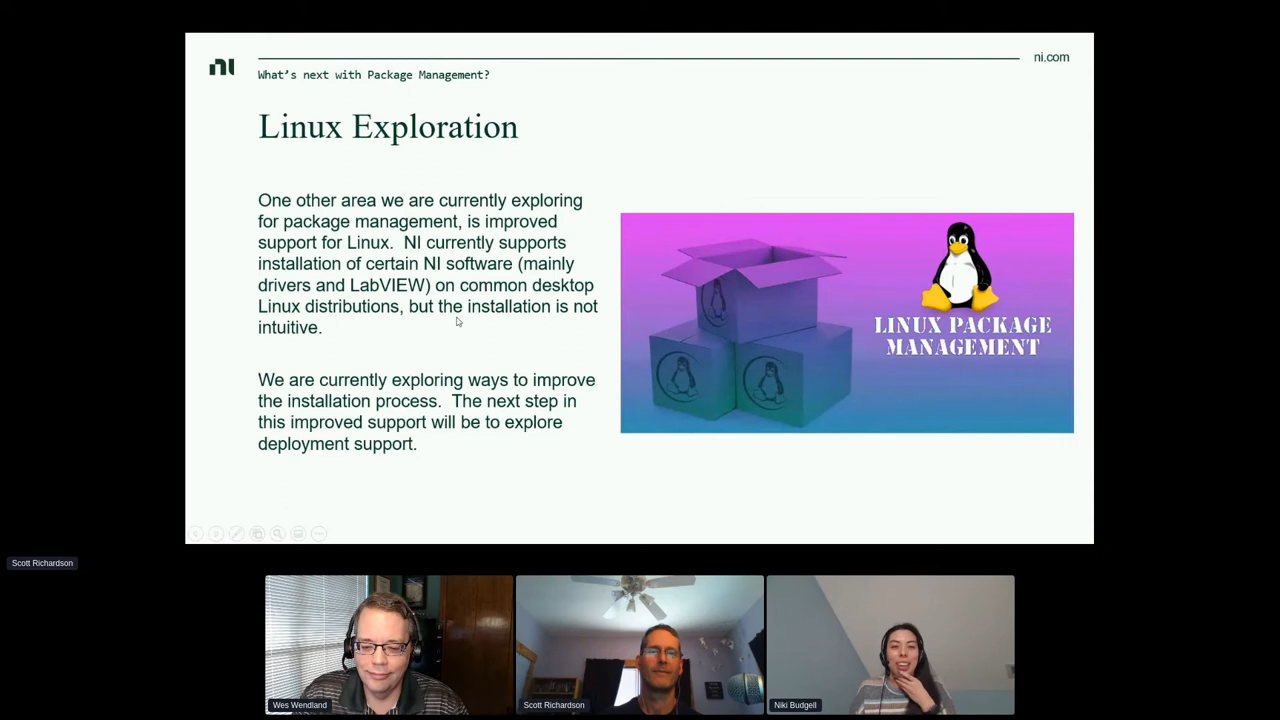 ni
ni.com
What's next with Package Management?
Linux Exploration
One other area we are currently exploring
for package management, is improved
support for Linux.  NI currently supports
installation of certain NI software (mainly
drivers and LabVIEW) on common desktop
Linux distributions, but the installation is not
intuitive.
We are currently exploring ways to improve
the installation process.  The next step in
this improved support will be to explore
deployment support.
LINUX PACKAGE
MANAGEMENT
Scott Richardson
Wes Wendland
Scott Richardson
Niki Budgell